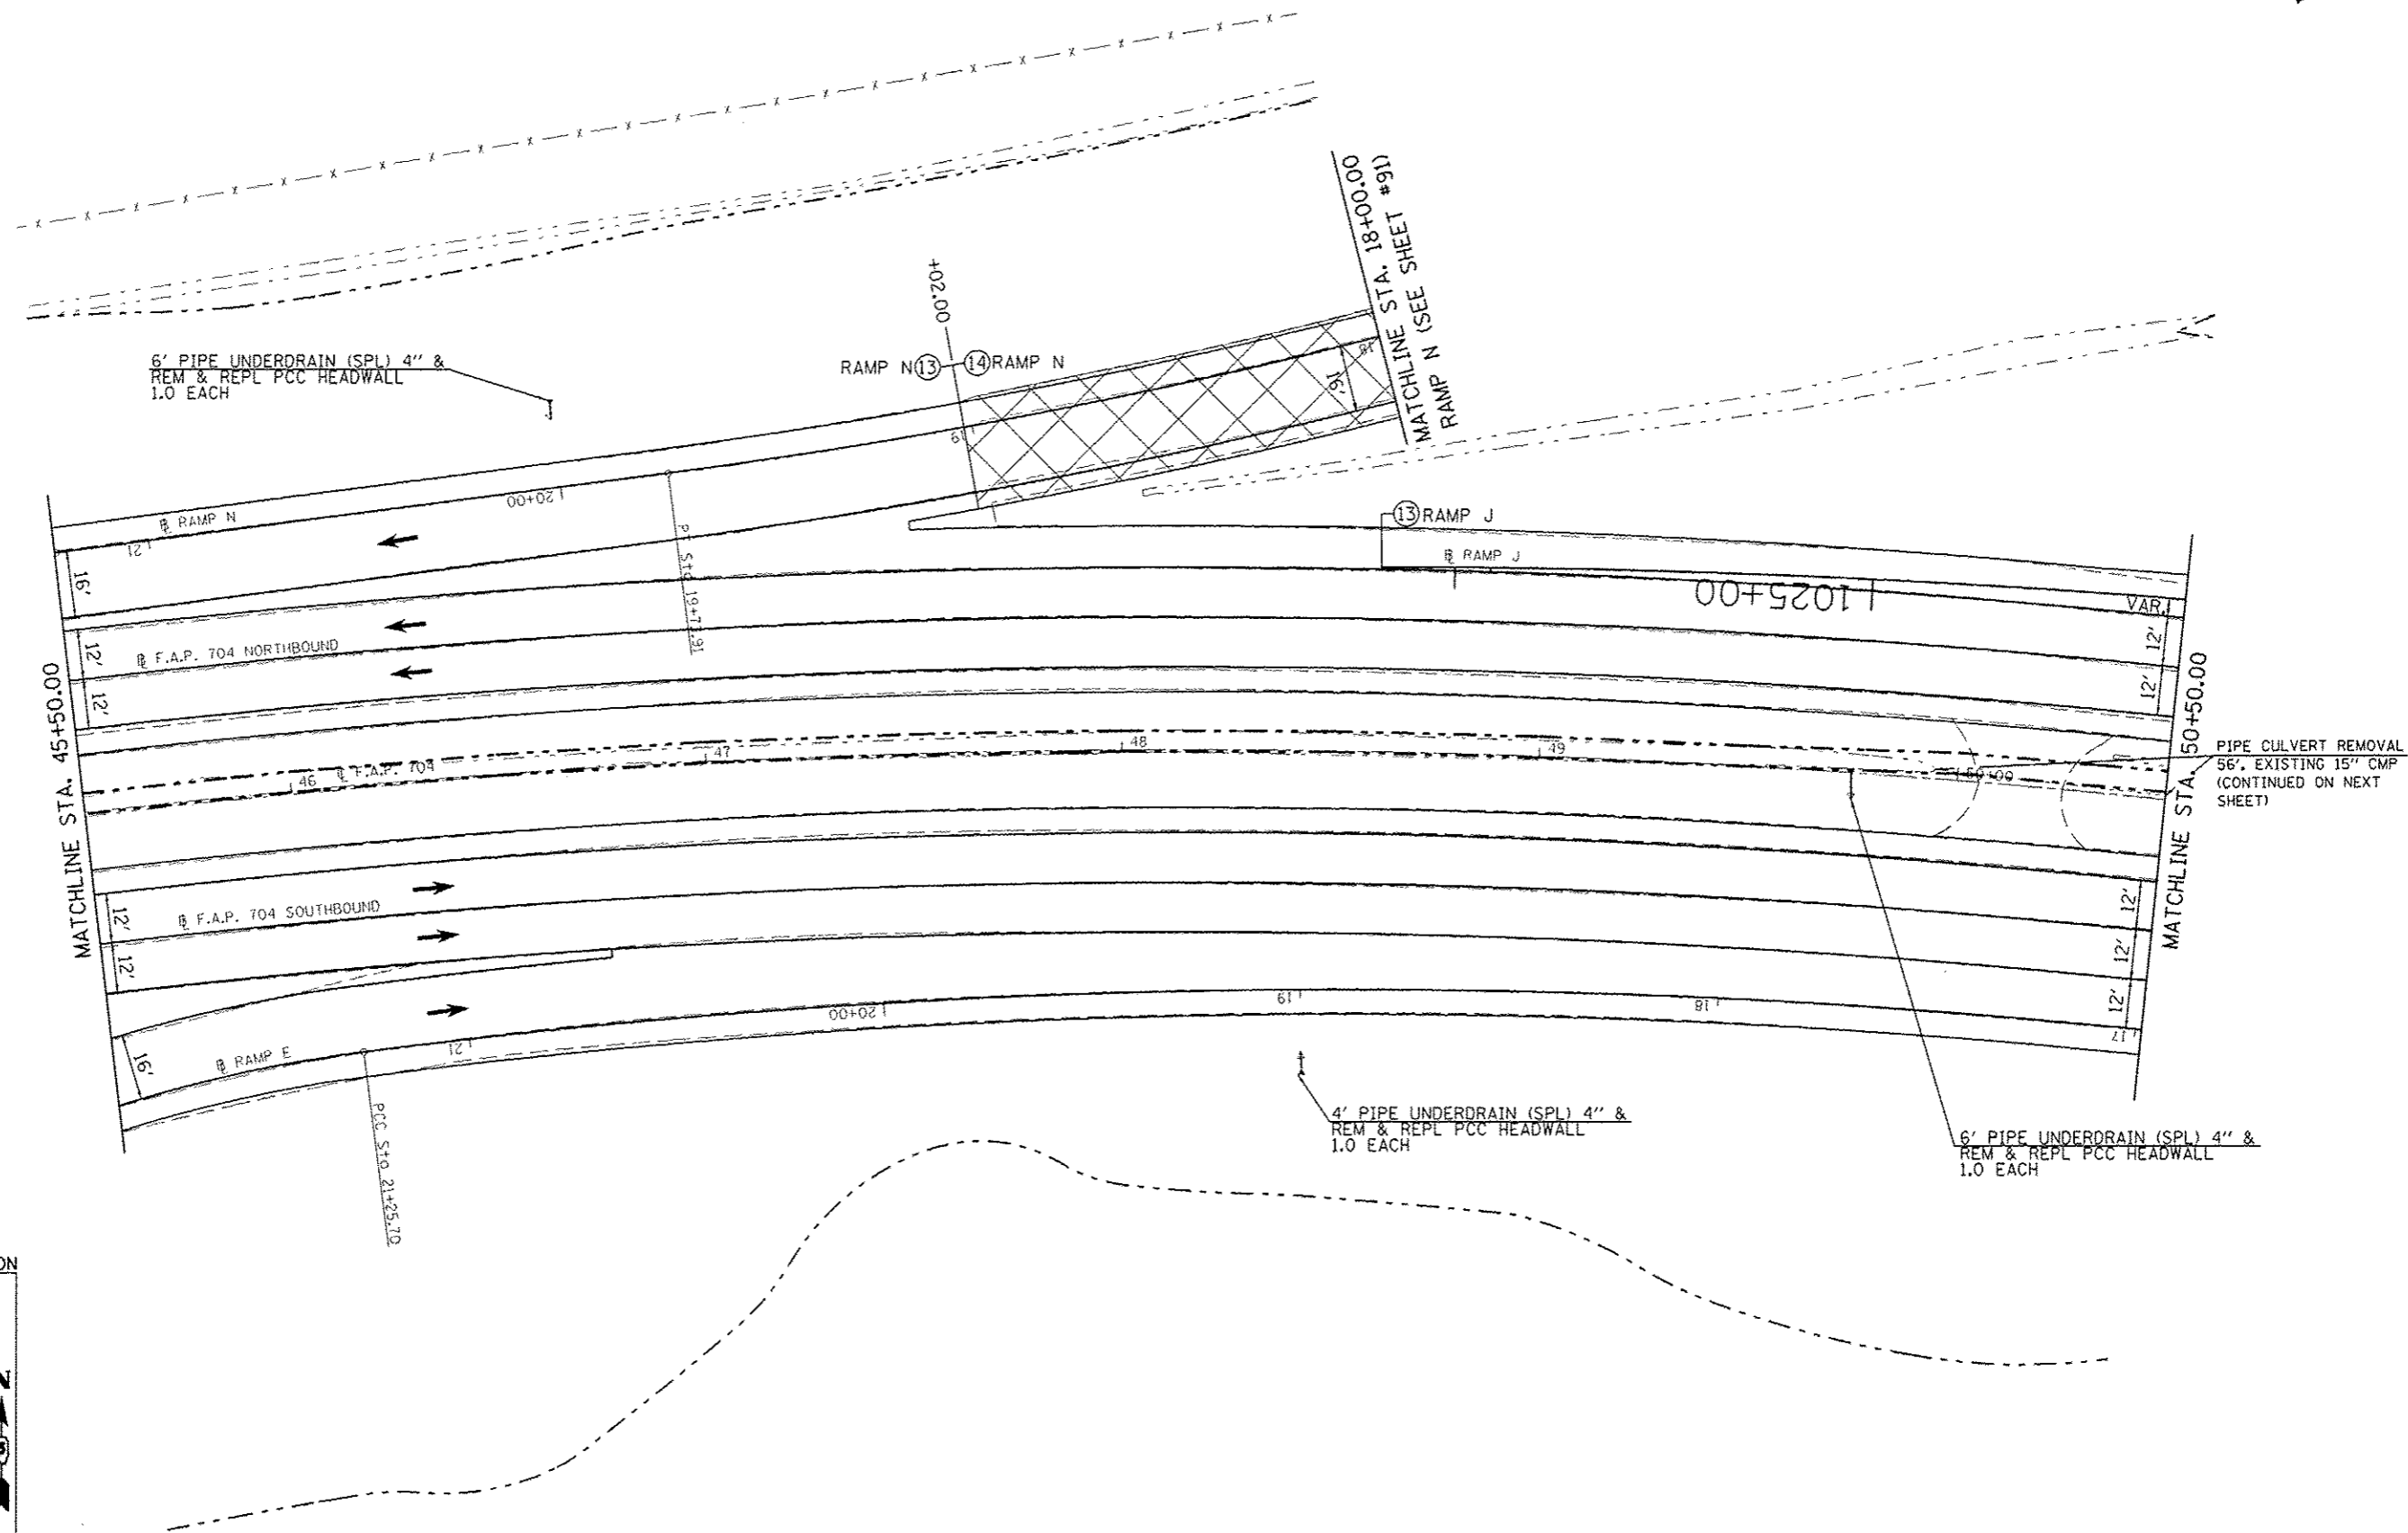 MATCHLINE STA. 18+00.00
RAMP N (SEE SHEET #91)
+02.00
6' PIPE UNDERDRAIN (SPL) 4" &
REM & REPL PCC HEADWALL
1.0 EACH
RAMP N 13
14 RAMP N
18
16'
19
20+00
℄ RAMP N
21
16'
13 RAMP J
℄ RAMP J
1025+00
VAR.
12'
12'
℄ F.A.P. 704 NORTHBOUND
12'
12'
MATCHLINE STA. 45+50.00
MATCHLINE STA. 50+50.00
46
℄ F.A.P. 704
47
48
49
50+00
PIPE CULVERT REMOVAL
56', EXISTING 15" CMP
(CONTINUED ON NEXT
SHEET)
℄ F.A.P. 704 SOUTHBOUND
12'
12'
12'
12'
12'
16'
℄ RAMP E
21
20+00
19
18
17
PCC Sta 21+25.70
4' PIPE UNDERDRAIN (SPL) 4" &
REM & REPL PCC HEADWALL
1.0 EACH
6' PIPE UNDERDRAIN (SPL) 4" &
REM & REPL PCC HEADWALL
1.0 EACH